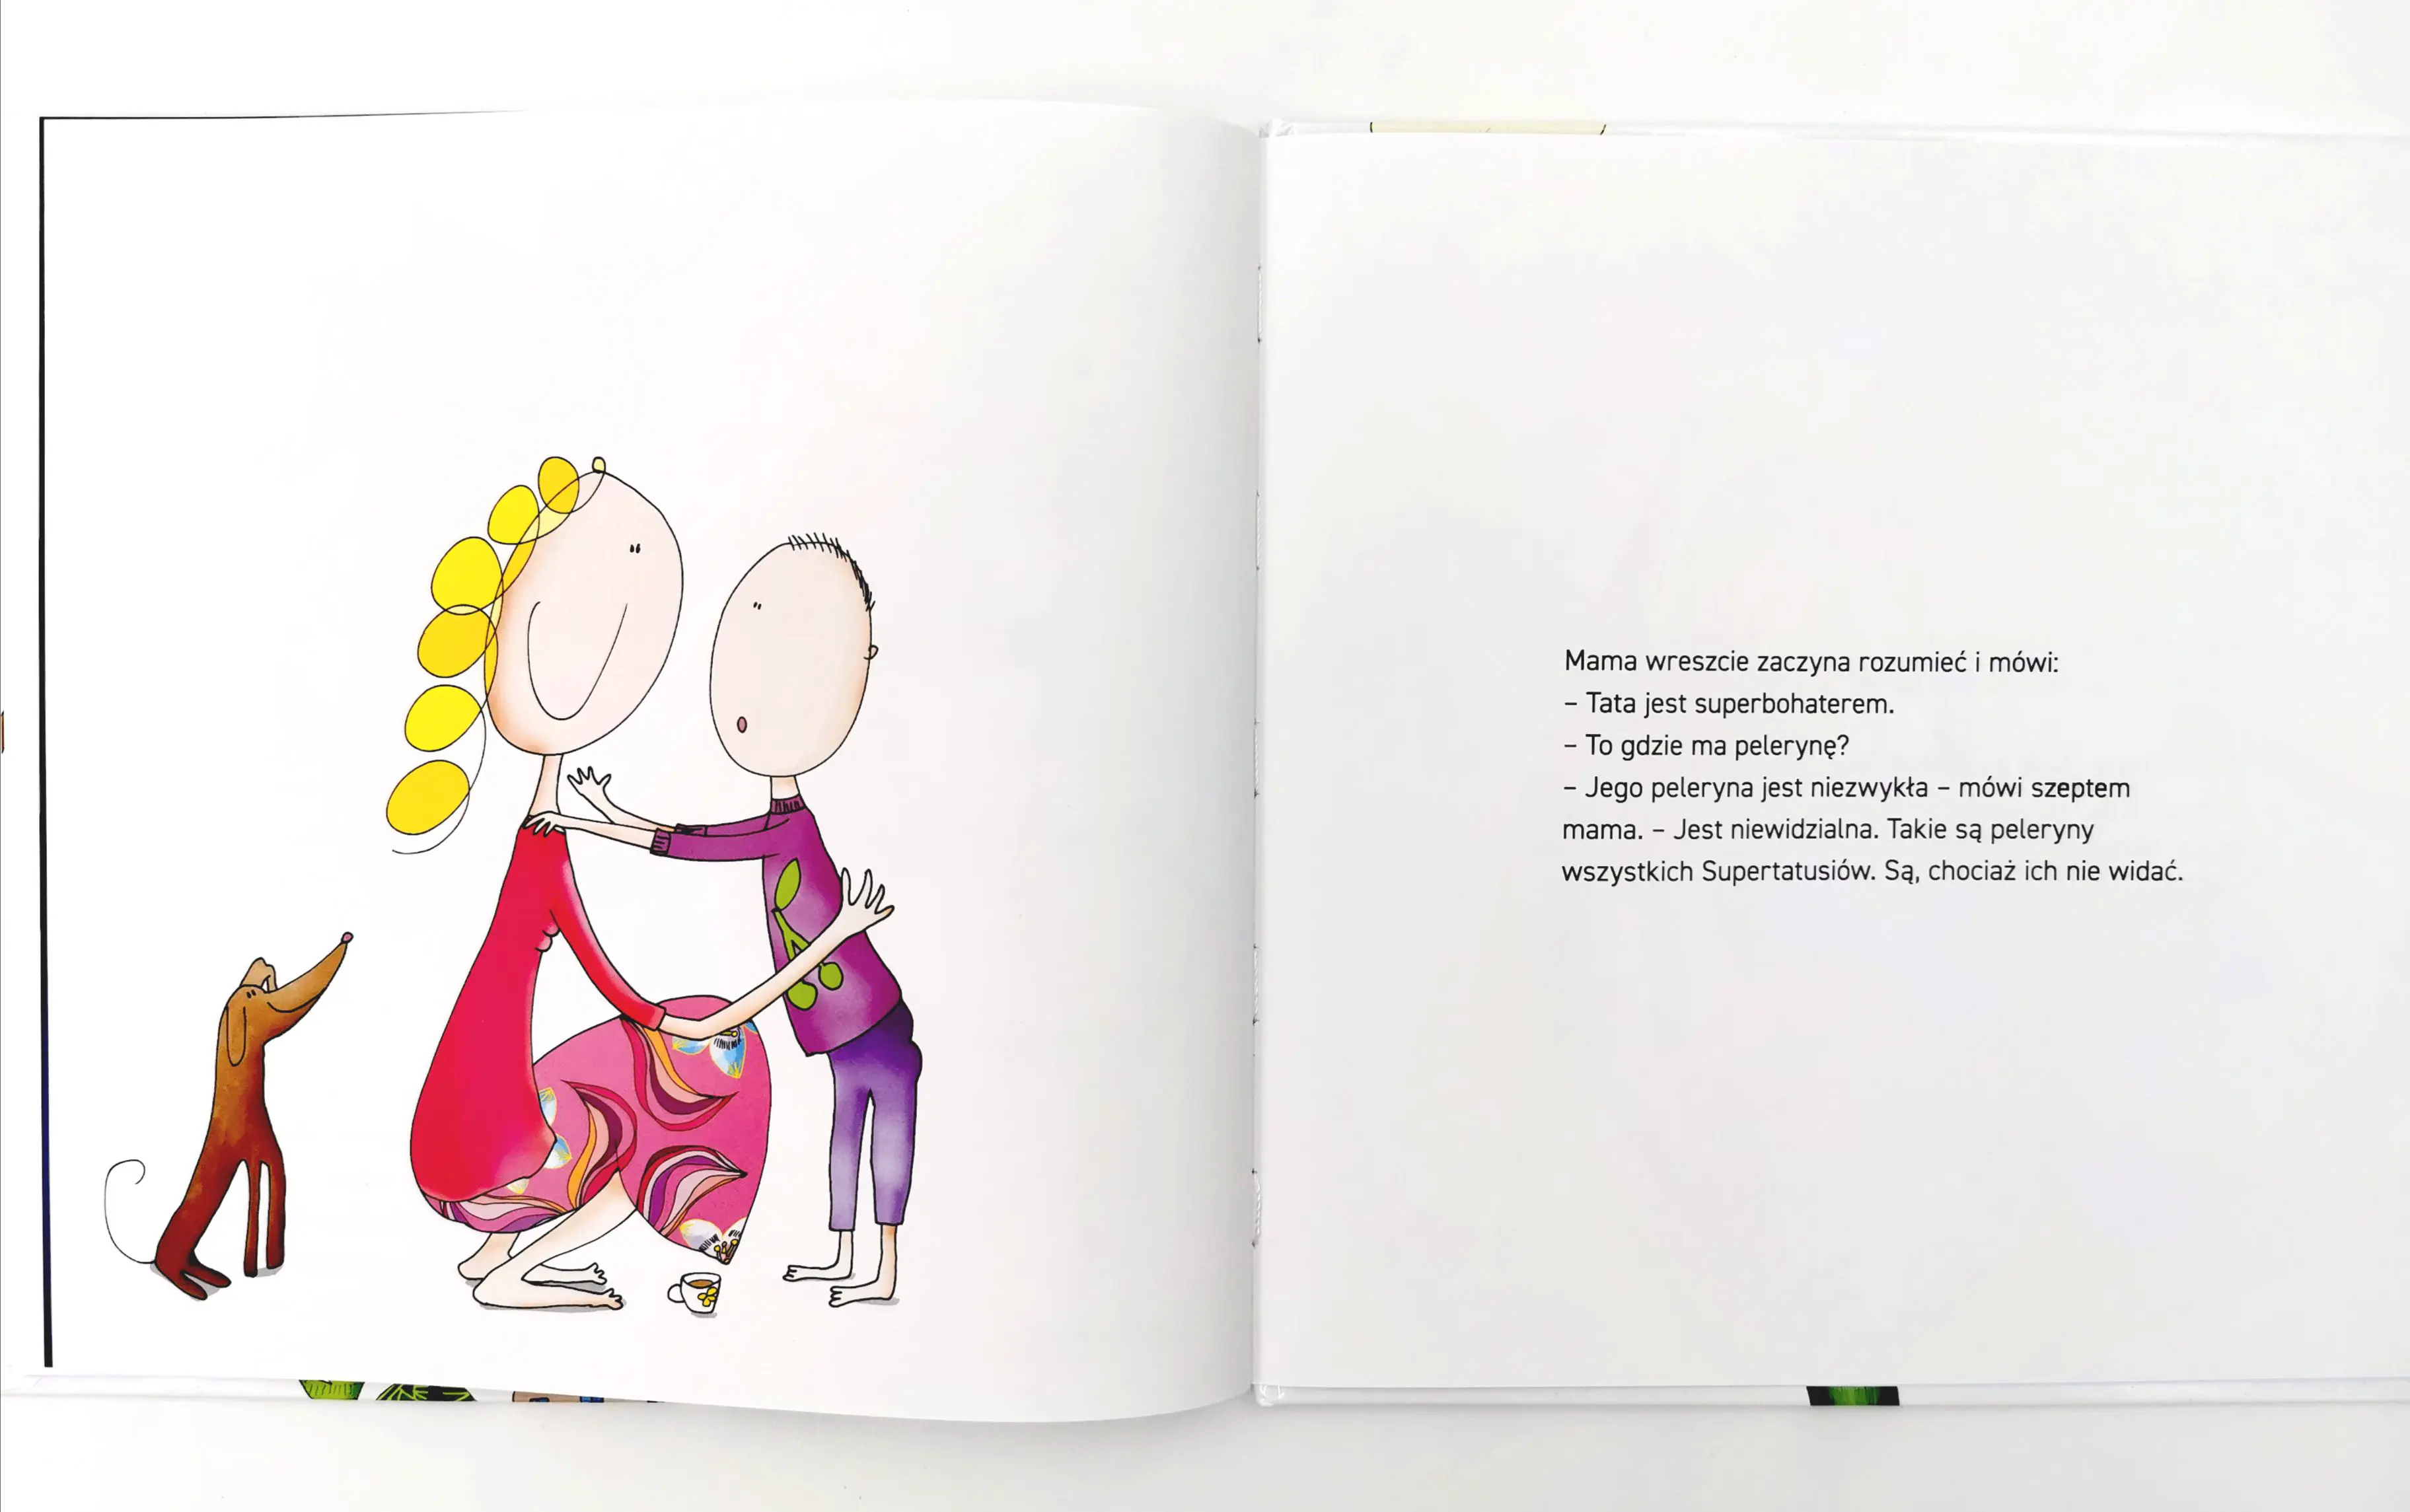 Mama wreszcie zaczyna rozumieć i mówi:
– Tata jest superbohaterem.
– To gdzie ma pelerynę?
– Jego peleryna jest niezwykła – mówi szeptem
mama. – Jest niewidzialna. Takie są peleryny
wszystkich Supertatusiów. Są, chociaż ich nie widać.